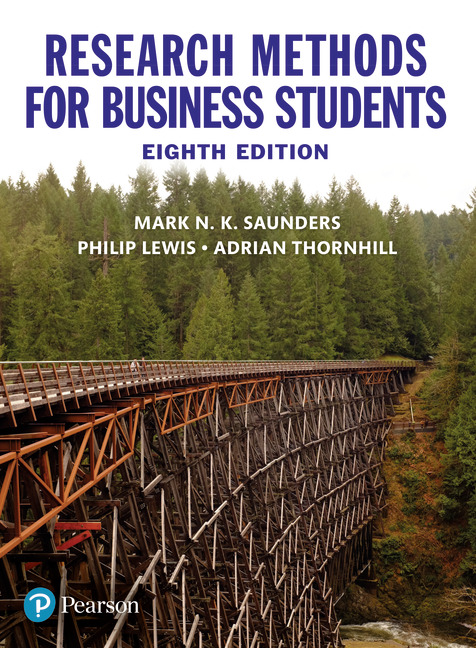 RESEARCH METHODS
FOR BUSINESS STUDENTS
EIGHTH EDITION
MARK N. K. SAUNDERS
PHILIP LEWIS • ADRIAN THORNHILL
P Pearson